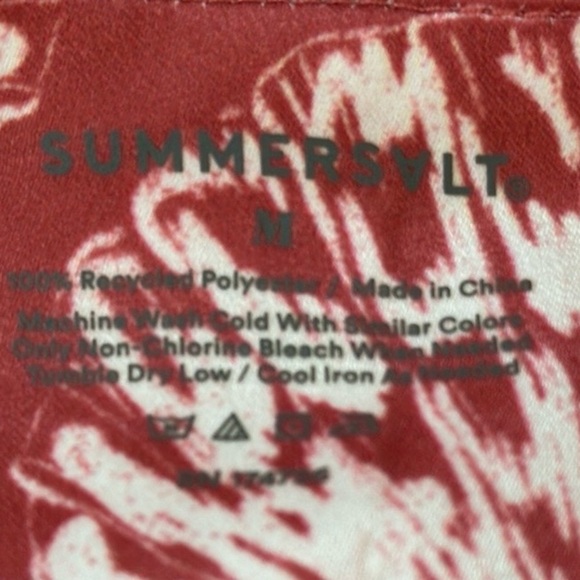 SUMMERSALT®
M
100% Recycled Polyester / Made in China
Machine Wash Cold With Similar Colors
Only Non-Chlorine Bleach When Needed
Tumble Dry Low / Cool Iron As Needed